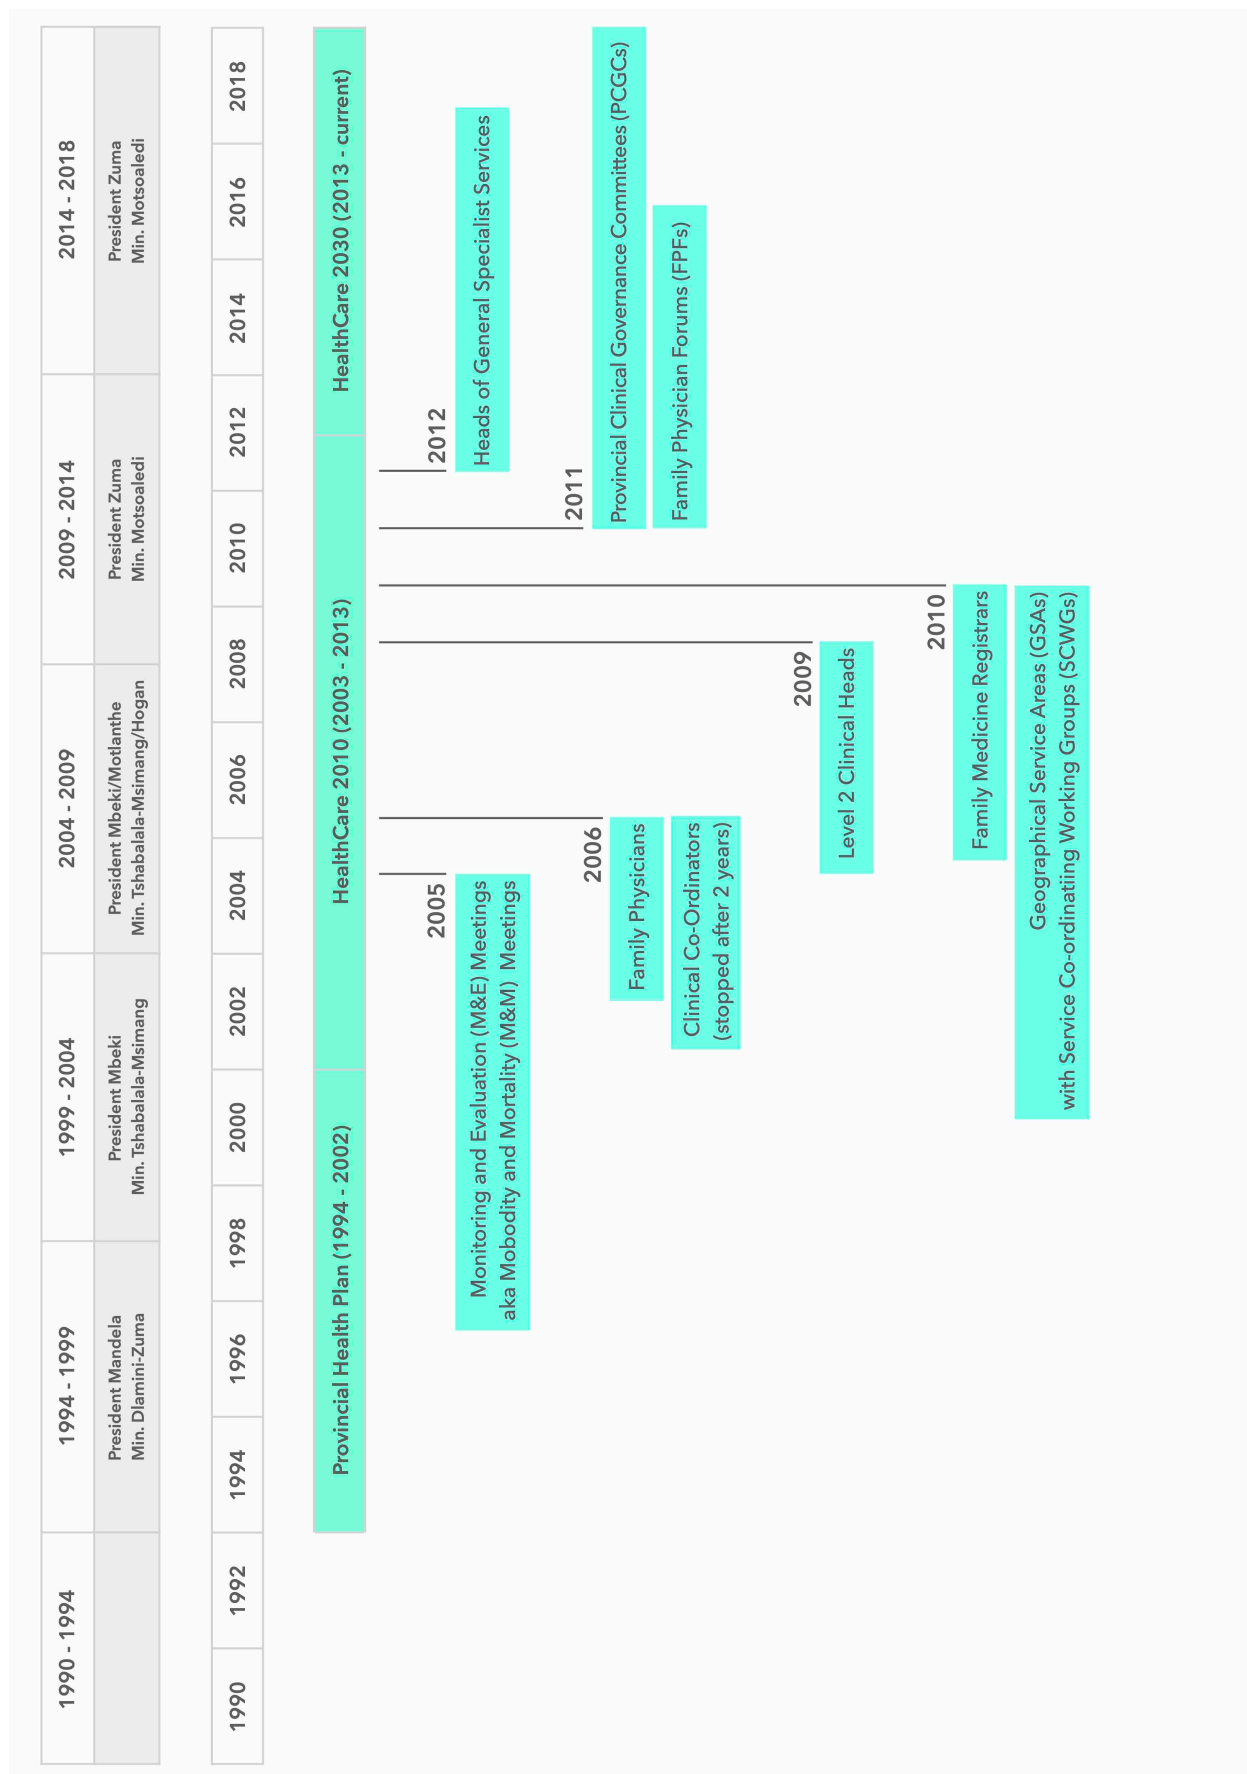 1990 - 1994
1994 - 1999
1999 - 2004
2004 - 2009
2009 - 2014
2014 - 2018
President Mandela
Min. Dlamini-Zuma
President Mbeki
Min. Tshabalala-Msimang
President Mbeki/Motlanthe
Min. Tshabalala-Msimang/Hogan
President Zuma
Min. Motsoaledi
President Zuma
Min. Motsoaledi
1990
1992
1994
1996
1998
2000
2002
2004
2006
2008
2010
2012
2014
2016
2018
Provincial Health Plan (1994 - 2002)
HealthCare 2010 (2003 - 2013)
HealthCare 2030 (2013 - current)
2005
Monitoring and Evaluation (M&E) Meetings
aka Mobodity and Mortality (M&M) Meetings
2012
Heads of General Specialist Services
2006
Family Physicians
Clinical Co-Ordinators
(stopped after 2 years)
2011
Provincial Clinical Governance Committees (PCGCs)
Family Physician Forums (FPFs)
2009
Level 2 Clinical Heads
2010
Family Medicine Registrars
Geographical Service Areas (GSAs)
with Service Co-ordinatiing Working Groups (SCWGs)